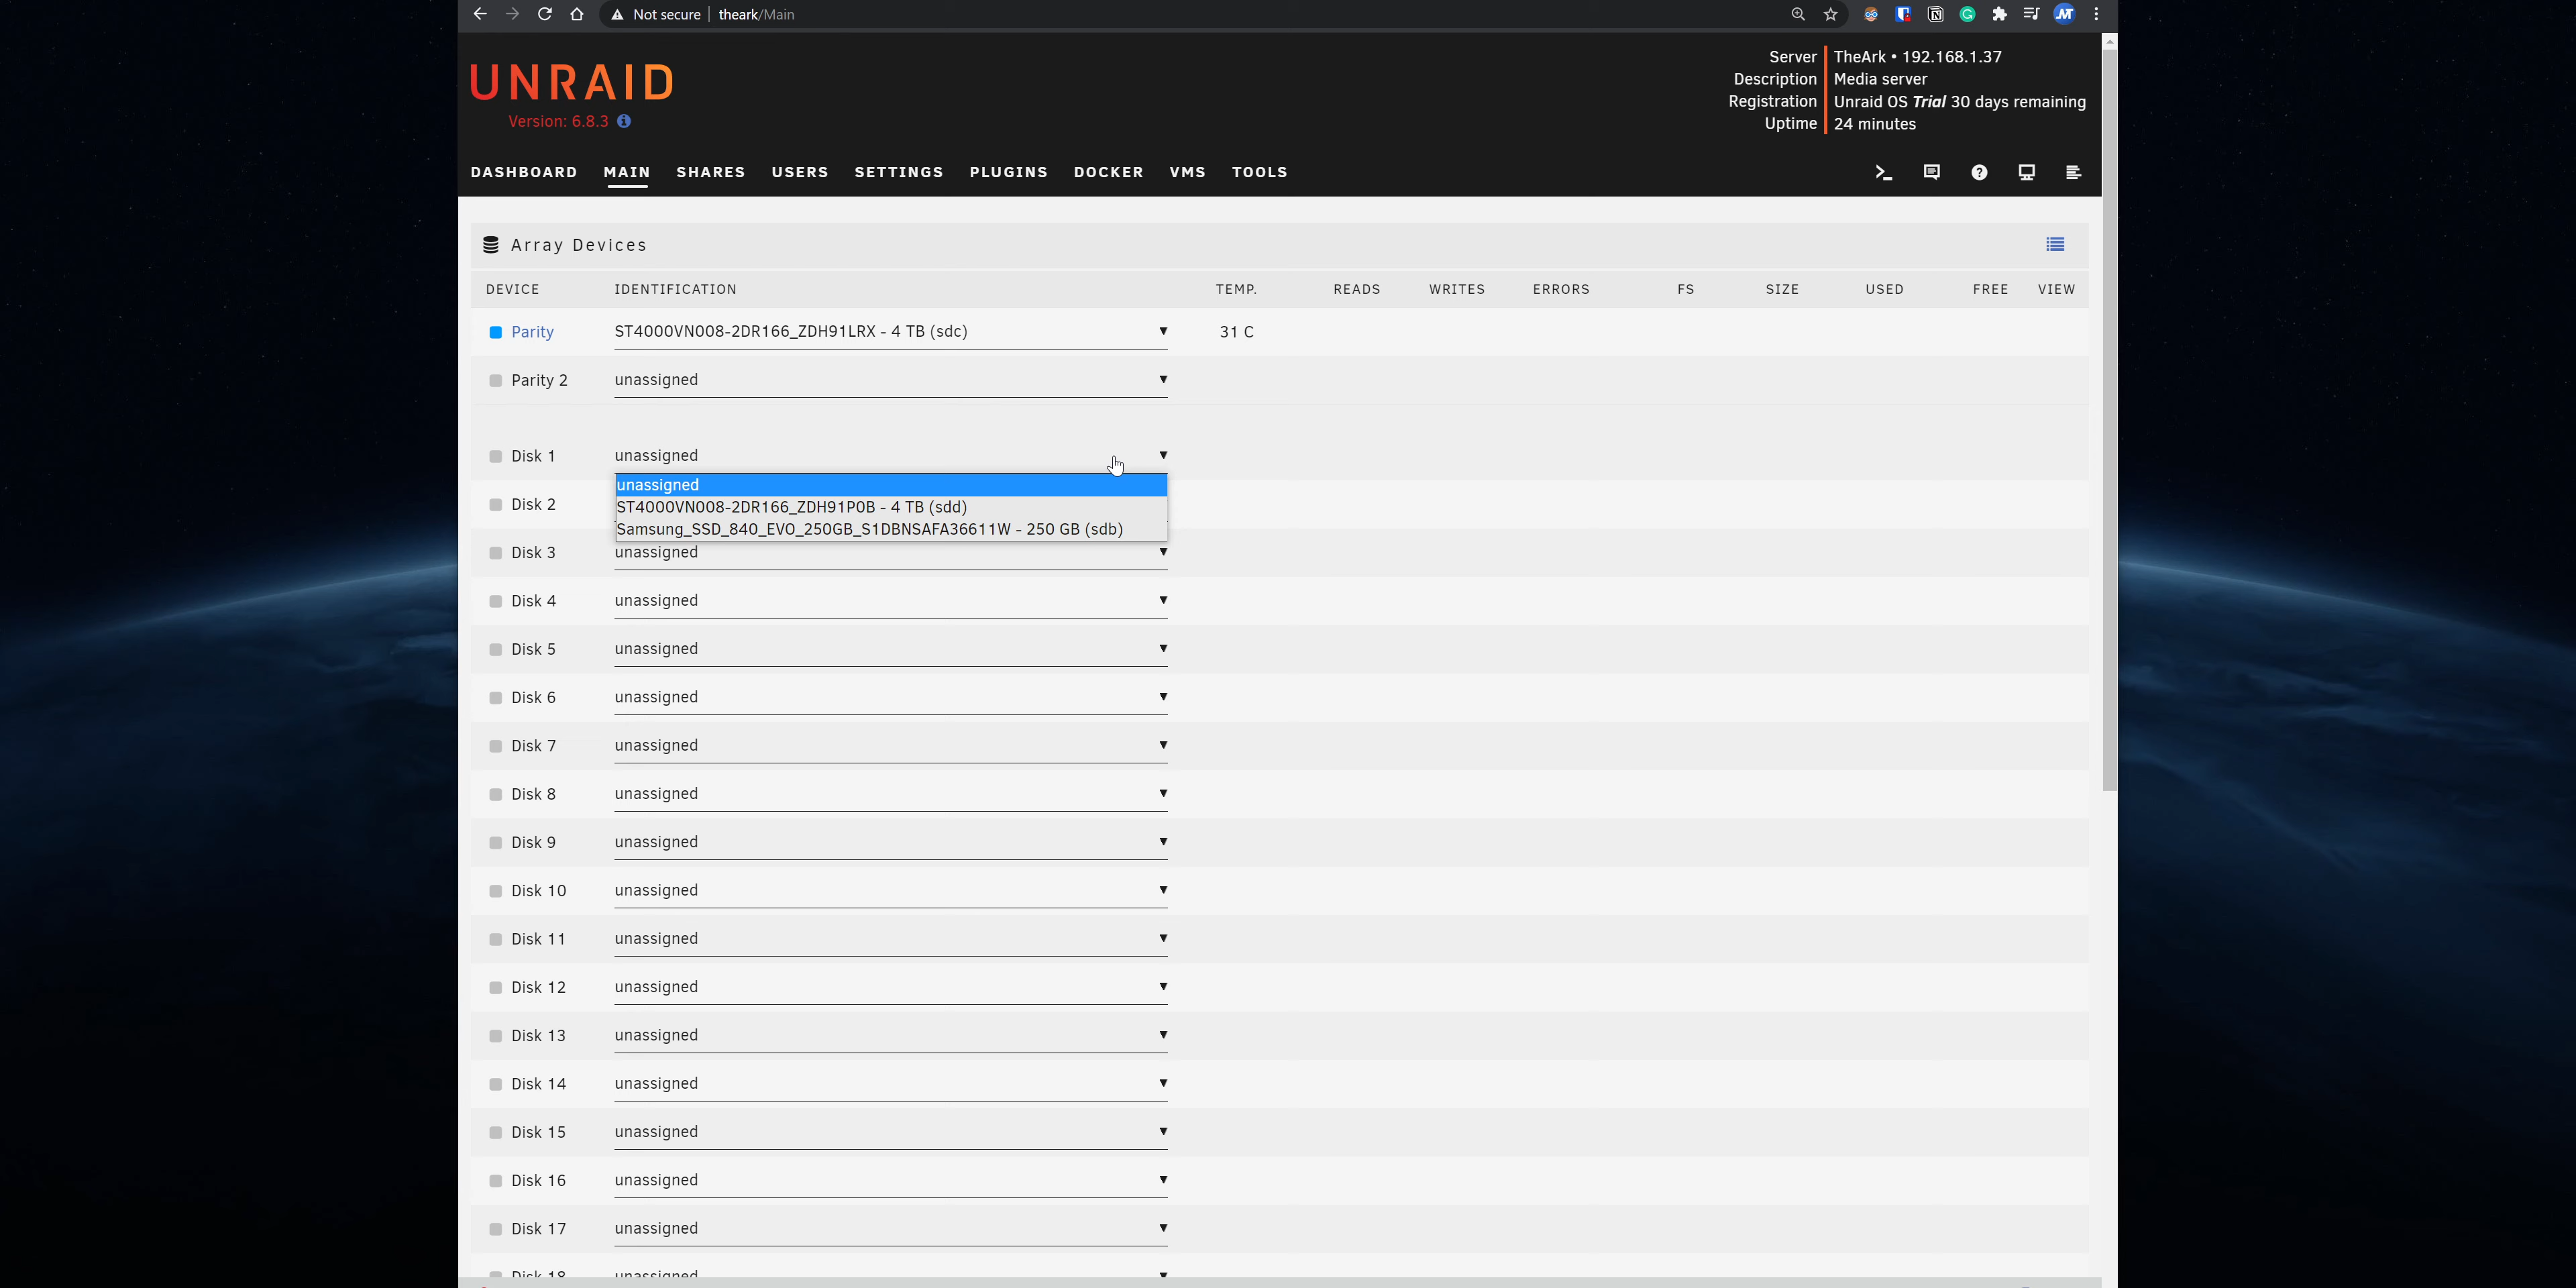 Not secure | theark/Main
UNRAID
Version: 6.8.3
Server TheArk • 192.168.1.37
Description Media server
Registration Unraid OS Trial 30 days remaining
Uptime 24 minutes
DASHBOARD MAIN SHARES USERS SETTINGS PLUGINS DOCKER VMS TOOLS
Array Devices
DEVICE IDENTIFICATION TEMP. READS WRITES ERRORS FS SIZE USED FREE VIEW
Parity ST4000VN008-2DR166_ZDH91LRX - 4 TB (sdc) 31 C
Parity 2 unassigned
Disk 1 unassigned
unassigned
Disk 2 ST4000VN008-2DR166_ZDH91P0B - 4 TB (sdd)
Samsung_SSD_840_EVO_250GB_S1DBNSAFA36611W - 250 GB (sdb)
Disk 3 unassigned
Disk 4 unassigned
Disk 5 unassigned
Disk 6 unassigned
Disk 7 unassigned
Disk 8 unassigned
Disk 9 unassigned
Disk 10 unassigned
Disk 11 unassigned
Disk 12 unassigned
Disk 13 unassigned
Disk 14 unassigned
Disk 15 unassigned
Disk 16 unassigned
Disk 17 unassigned
Disk 18 unassigned